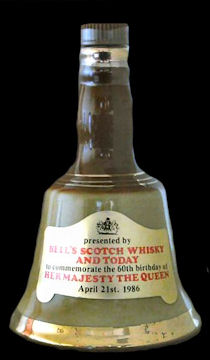 presented by
BELL'S SCOTCH WHISKY
AND TODAY
to commemorate the 60th birthday of
HER MAJESTY THE QUEEN
April 21st. 1986